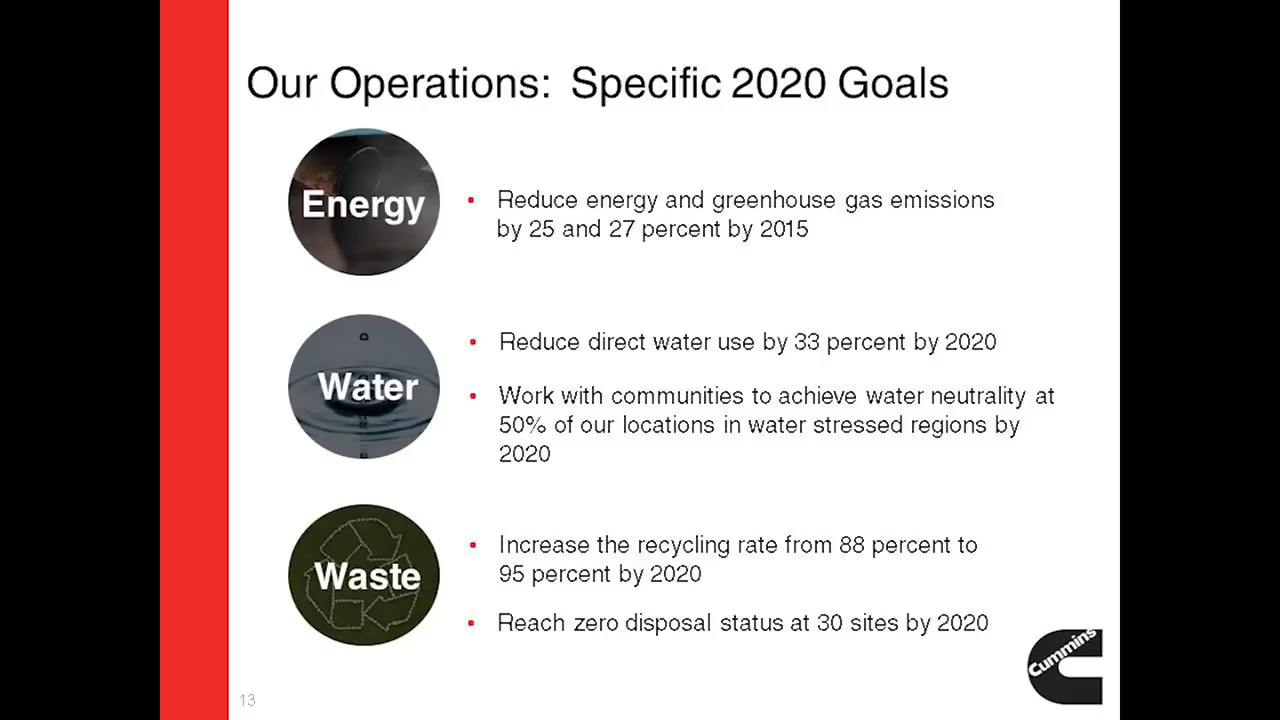 Our Operations: Specific 2020 Goals
Energy
Reduce energy and greenhouse gas emissions
by 25 and 27 percent by 2015
Water
Reduce direct water use by 33 percent by 2020
Work with communities to achieve water neutrality at
50% of our locations in water stressed regions by
2020
Waste
Increase the recycling rate from 88 percent to
95 percent by 2020
Reach zero disposal status at 30 sites by 2020
Cummins
13